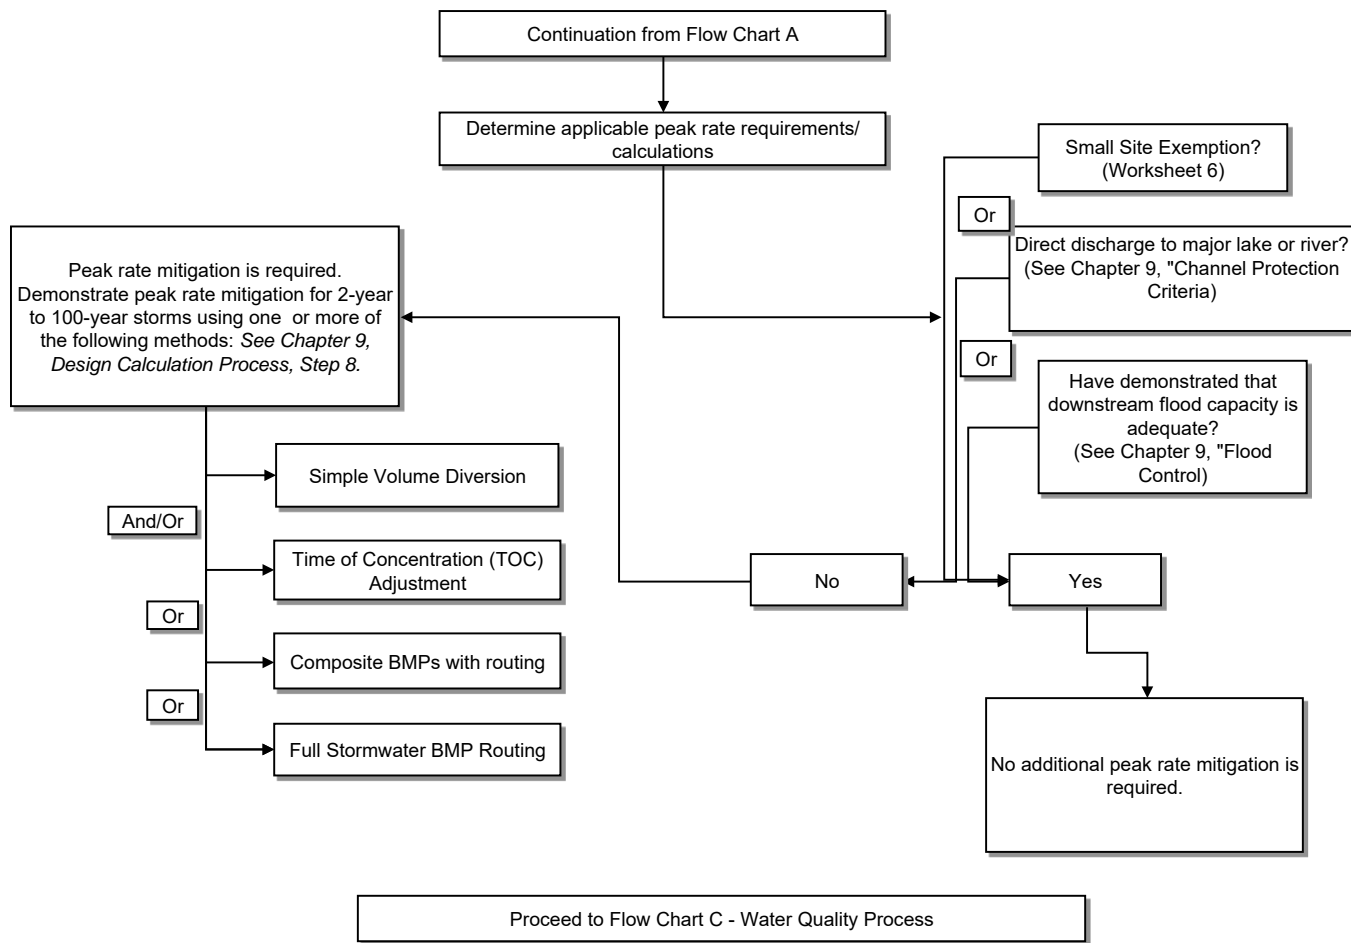 Continuation from Flow Chart A
Determine applicable peak rate requirements/
calculations
Small Site Exemption?
(Worksheet 6)
Or
Direct discharge to major lake or river?
(See Chapter 9, "Channel Protection
Criteria)
Or
Have demonstrated that
downstream flood capacity is
adequate?
(See Chapter 9, "Flood
Control)
Peak rate mitigation is required.
Demonstrate peak rate mitigation for 2-year
to 100-year storms using one or more of
the following methods: See Chapter 9,
Design Calculation Process, Step 8.
Simple Volume Diversion
And/Or
Time of Concentration (TOC)
Adjustment
Or
Composite BMPs with routing
Or
Full Stormwater BMP Routing
No
Yes
No additional peak rate mitigation is
required.
Proceed to Flow Chart C - Water Quality Process